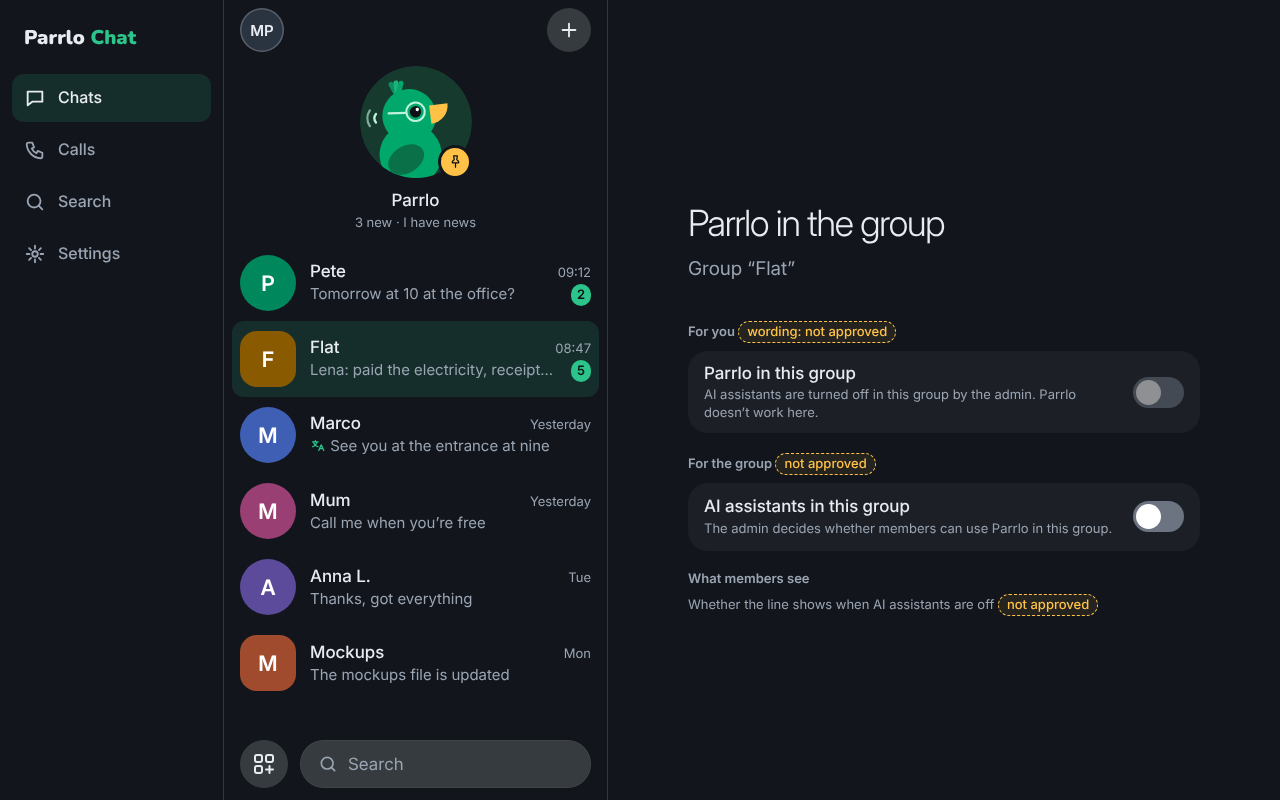 Parrlo Chat
Chats
Calls
Search
Settings
MP
Parrlo
3 new · I have news
P
Pete
09:12
Tomorrow at 10 at the office?
2
F
Flat
08:47
Lena: paid the electricity, receipt...
5
M
Marco
Yesterday
See you at the entrance at nine
M
Mum
Yesterday
Call me when you’re free
A
Anna L.
Tue
Thanks, got everything
M
Mockups
Mon
The mockups file is updated
Search
Parrlo in the group
Group “Flat”
For you wording: not approved
Parrlo in this group
AI assistants are turned off in this group by the admin. Parrlo
doesn’t work here.
For the group not approved
AI assistants in this group
The admin decides whether members can use Parrlo in this group.
What members see
Whether the line shows when AI assistants are off not approved